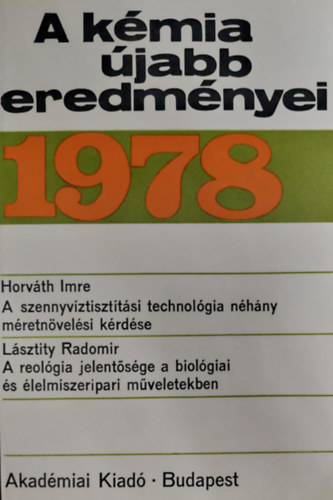 A kémia
újabb
eredményei
1978
Horváth Imre
A szennyviztisztítási technológia néhány
méretnövelési kérdése
Lásztity Radomir
A reológia jelentősége a biológiai
és élelmiszeripari műveletekben
Akadémiai Kiadó · Budapest